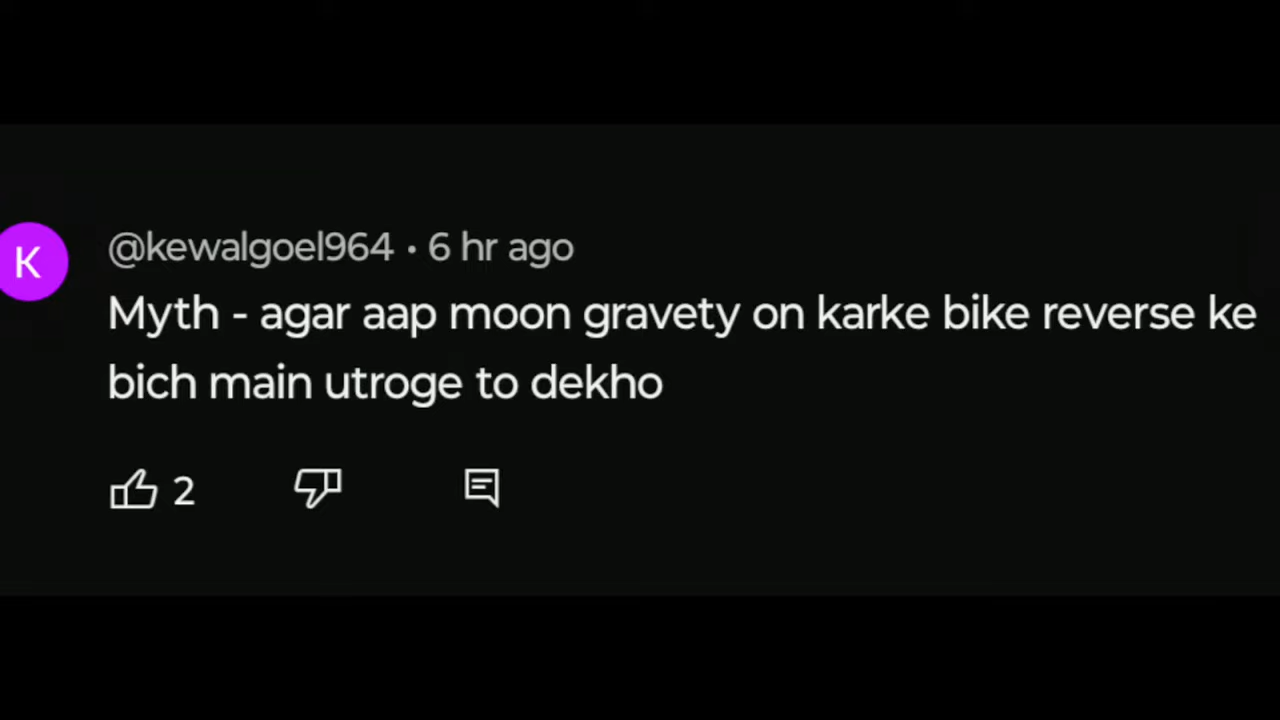 K
@kewalgoel964 • 6 hr ago
Myth - agar aap moon gravety on karke bike reverse ke
bich main utroge to dekho
2